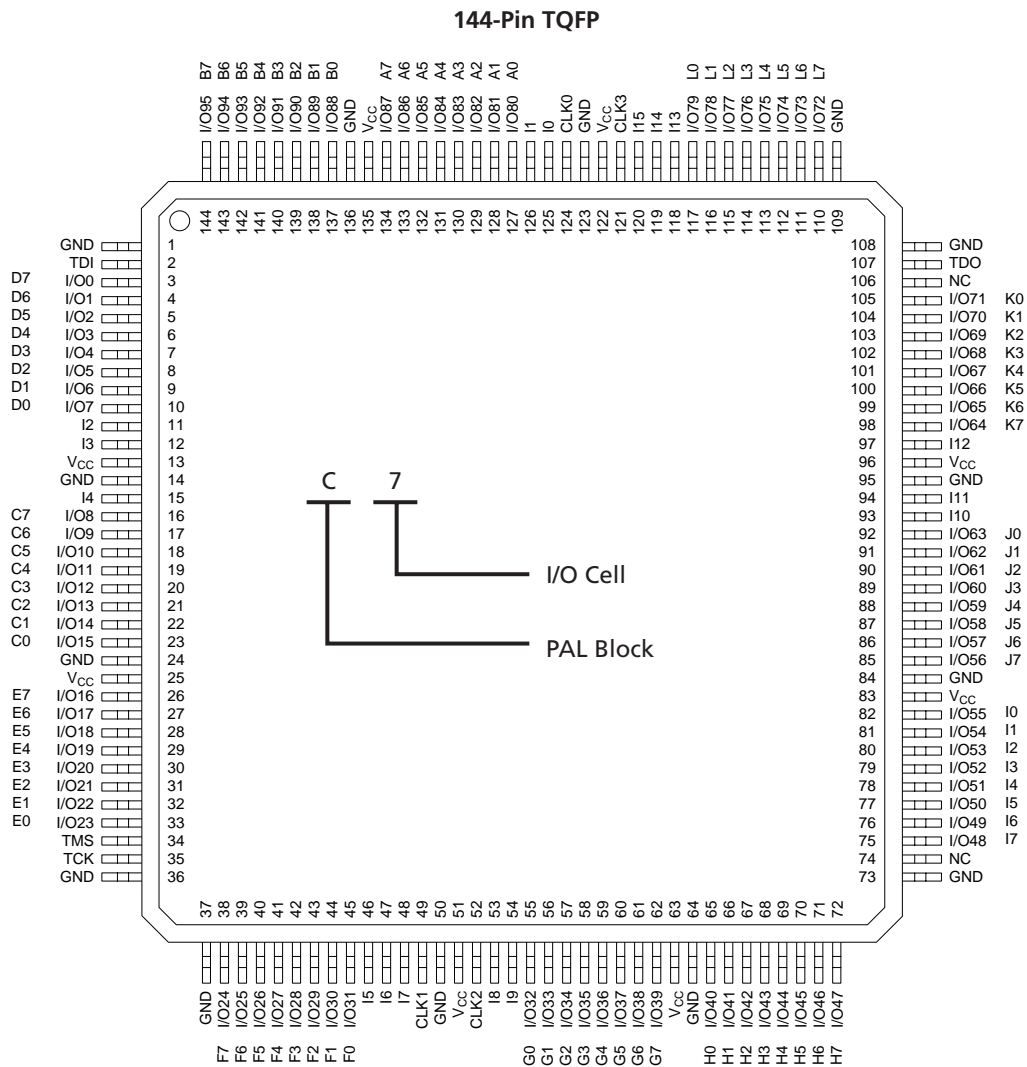 144-Pin TQFP
B7 B6 B5 B4 B3 B2 B1 B0 A7 A6 A5 A4 A3 A2 A1 A0 L0 L1 L2 L3 L4 L5 L6 L7
I/O95 I/O94 I/O93 I/O92 I/O91 I/O90 I/O89 I/O88 GND VCC I/O87 I/O86 I/O85 I/O84 I/O83 I/O82 I/O81 I/O80 I1 I0 CLK0 GND VCC CLK3 I15 I14 I13 I/O79 I/O78 I/O77 I/O76 I/O75 I/O74 I/O73 I/O72 GND
144 143 142 141 140 139 138 137 136 135 134 133 132 131 130 129 128 127 126 125 124 123 122 121 120 119 118 117 116 115 114 113 112 111 110 109
GND 1 108 GND
TDI 2 107 TDO
D7 I/O0 3 106 NC
D6 I/O1 4 105 I/O71 K0
D5 I/O2 5 104 I/O70 K1
D4 I/O3 6 103 I/O69 K2
D3 I/O4 7 102 I/O68 K3
D2 I/O5 8 101 I/O67 K4
D1 I/O6 9 100 I/O66 K5
D0 I/O7 10 99 I/O65 K6
I2 11 98 I/O64 K7
I3 12 97 I12
VCC 13 96 VCC
GND 14 95 GND
I4 15 94 I11
C7 I/O8 16 93 I10
C6 I/O9 17 92 I/O63 J0
C5 I/O10 18 91 I/O62 J1
C4 I/O11 19 90 I/O61 J2
C3 I/O12 20 89 I/O60 J3
C2 I/O13 21 88 I/O59 J4
C1 I/O14 22 87 I/O58 J5
C0 I/O15 23 86 I/O57 J6
GND 24 85 I/O56 J7
VCC 25 84 GND
E7 I/O16 26 83 VCC
E6 I/O17 27 82 I/O55 I0
E5 I/O18 28 81 I/O54 I1
E4 I/O19 29 80 I/O53 I2
E3 I/O20 30 79 I/O52 I3
E2 I/O21 31 78 I/O51 I4
E1 I/O22 32 77 I/O50 I5
E0 I/O23 33 76 I/O49 I6
TMS 34 75 I/O48 I7
TCK 35 74 NC
GND 36 73 GND
C 7
I/O Cell
PAL Block
37 38 39 40 41 42 43 44 45 46 47 48 49 50 51 52 53 54 55 56 57 58 59 60 61 62 63 64 65 66 67 68 69 70 71 72
GND I/O24 I/O25 I/O26 I/O27 I/O28 I/O29 I/O30 I/O31 I5 I6 I7 CLK1 GND VCC CLK2 I8 I9 I/O32 I/O33 I/O34 I/O35 I/O36 I/O37 I/O38 I/O39 VCC GND I/O40 I/O41 I/O42 I/O43 I/O44 I/O45 I/O46 I/O47
F7 F6 F5 F4 F3 F2 F1 F0 G0 G1 G2 G3 G4 G5 G6 G7 H0 H1 H2 H3 H4 H5 H6 H7